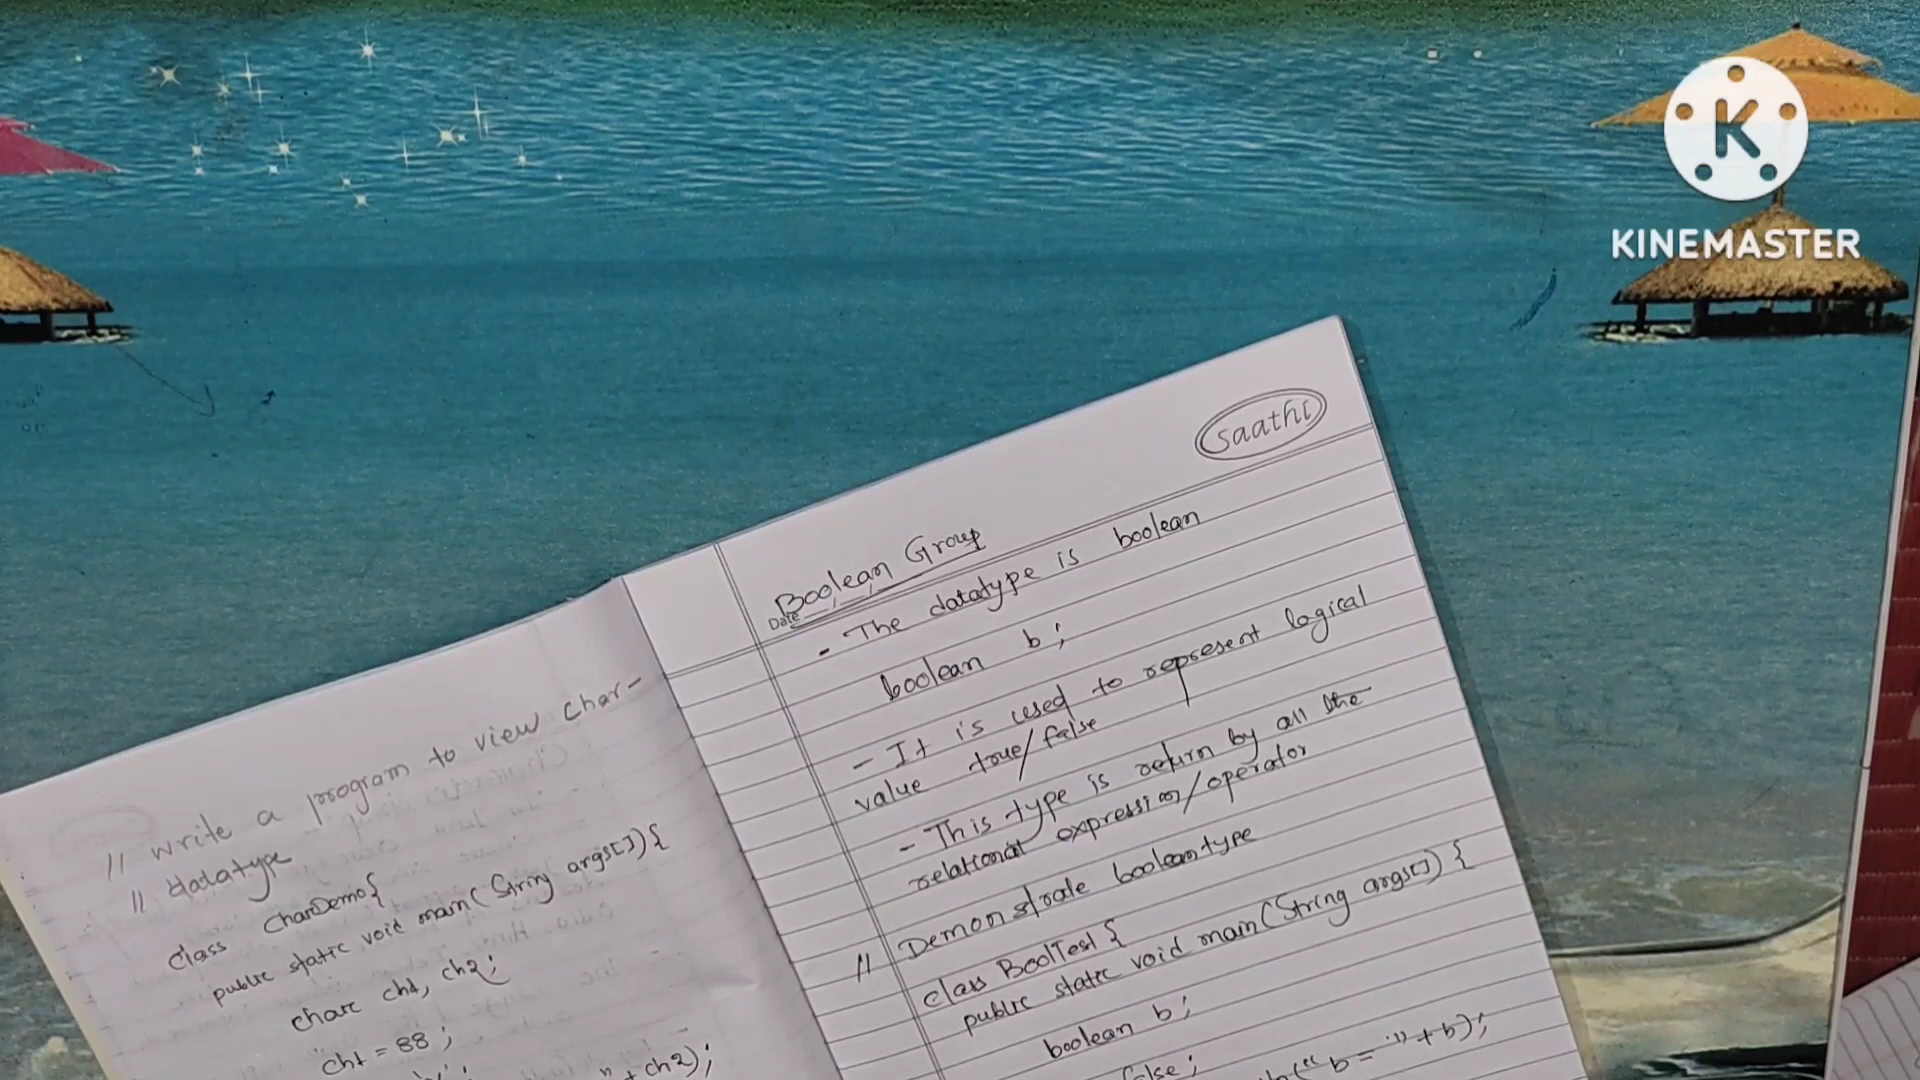 KINEMASTER
saathi
Date
Boolean Group
- The datatype is boolean
boolean b;
- It is used to represent logical
value true/false
- This type is return by all the
relational expression/operator
// Demonstrate boolean type
class BoolTest {
public static void main(String args[]) {
boolean b;
false;
("b = " + b);
// write a program to view char-
// datatype
class CharDemo{
public static void main(String args[]){
char ch1, ch2;
ch1 = 88;
" + ch2);